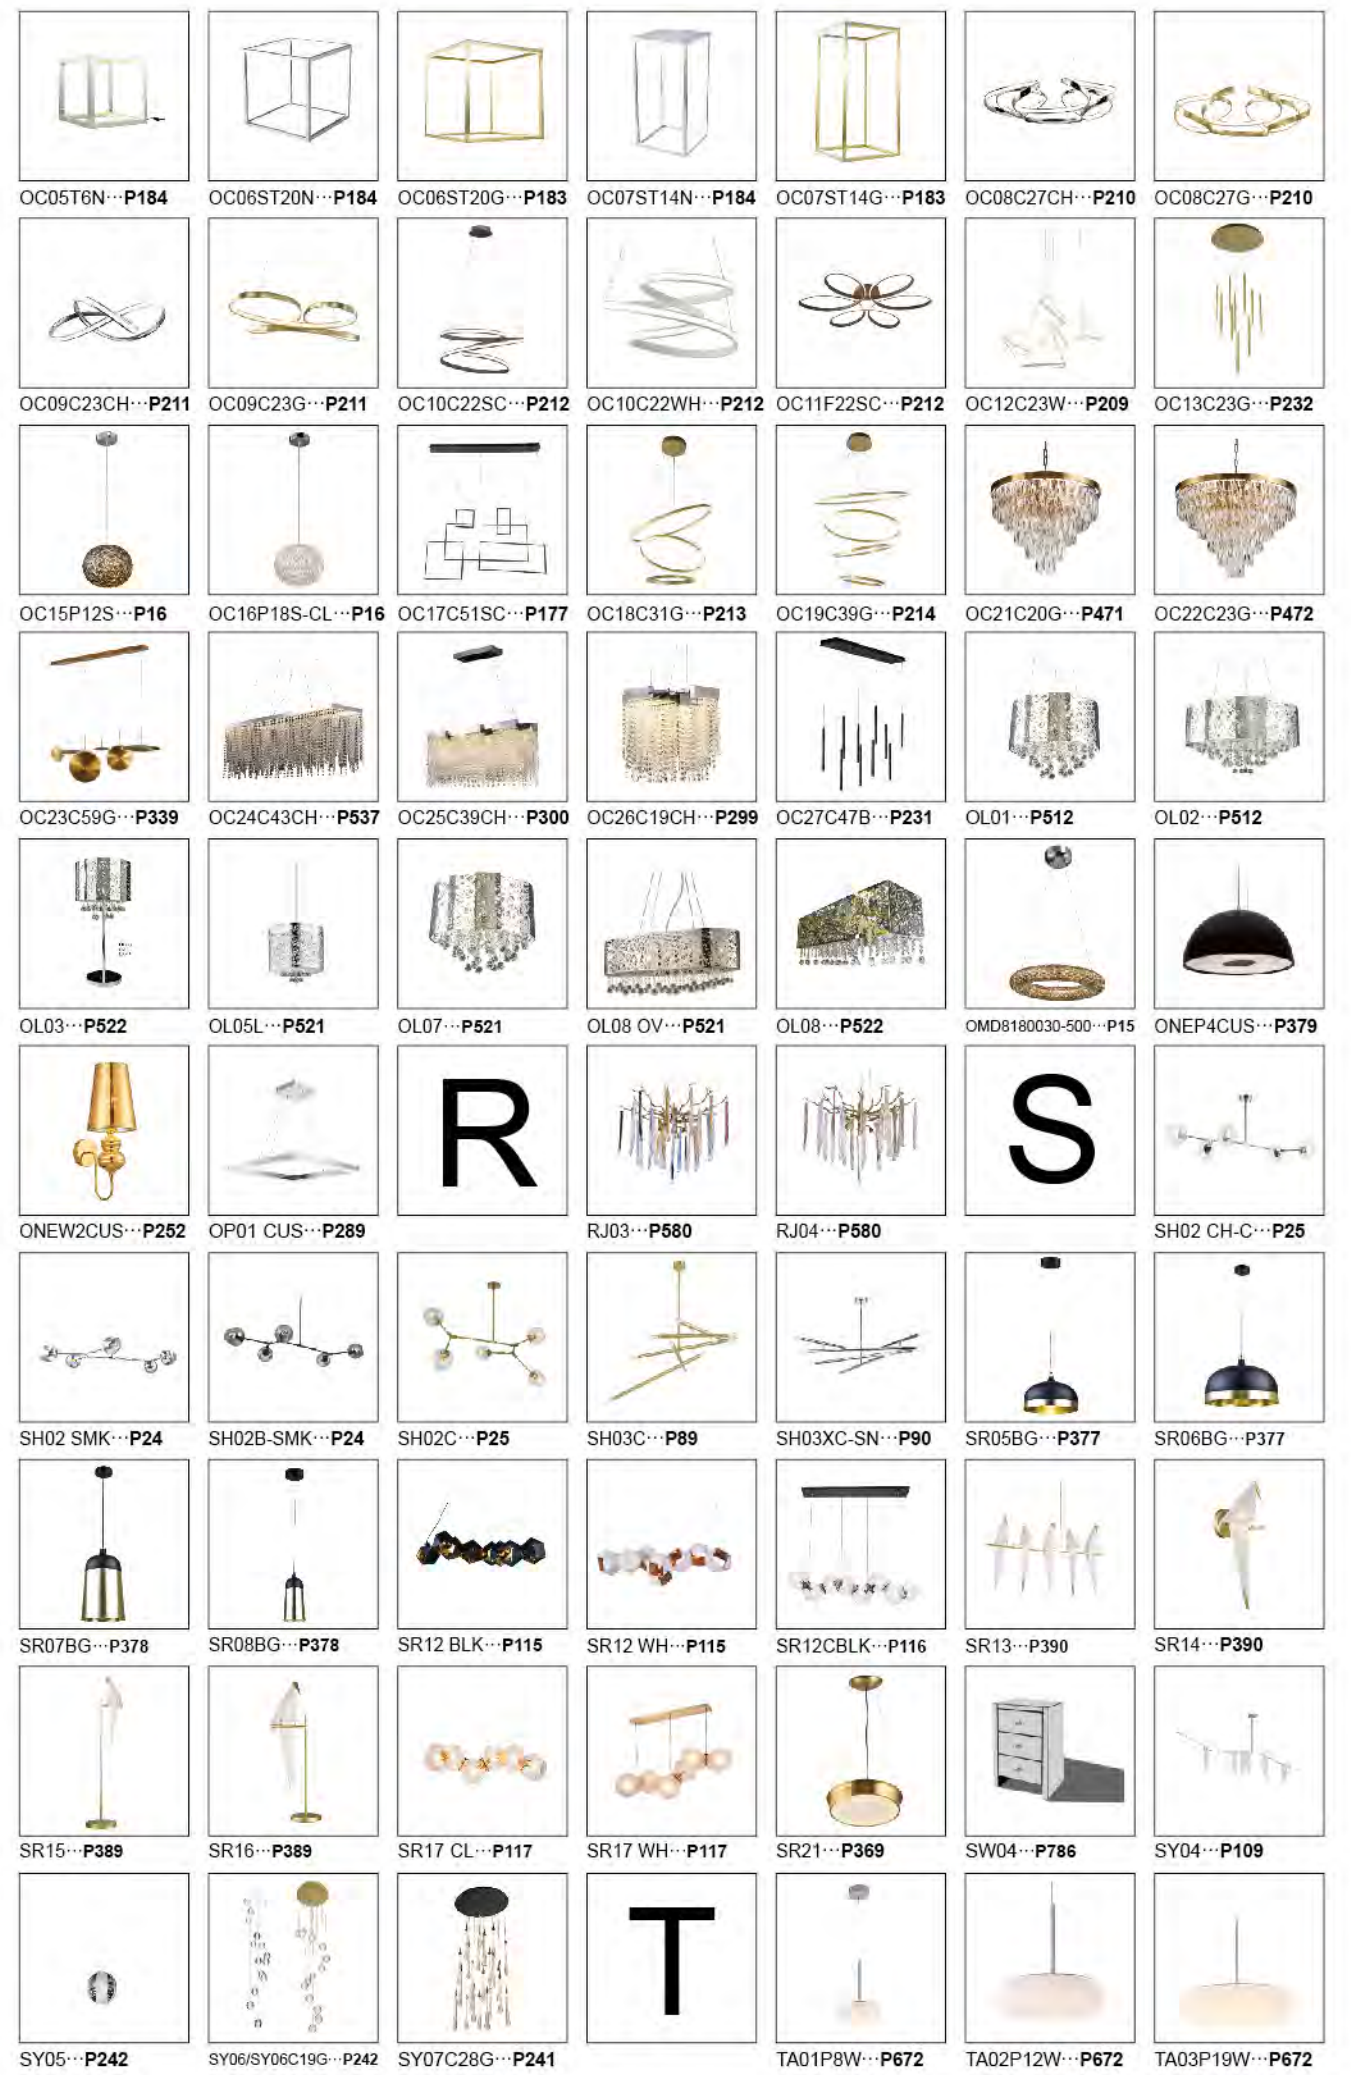 OC05T6N···P184 OC06ST20N···P184 OC06ST20G···P183 OC07ST14N···P184 OC07ST14G···P183 OC08C27CH···P210 OC08C27G···P210
OC09C23CH···P211 OC09C23G···P211 OC10C22SC···P212 OC10C22WH···P212 OC11F22SC···P212 OC12C23W···P209 OC13C23G···P232
OC15P12S···P16 OC16P18S-CL···P16 OC17C51SC···P177 OC18C31G···P213 OC19C39G···P214 OC21C20G···P471 OC22C23G···P472
OC23C59G···P339 OC24C43CH···P537 OC25C39CH···P300 OC26C19CH···P299 OC27C47B···P231 OL01···P512 OL02···P512
OL03···P522 OL05L···P521 OL07···P521 OL08 OV···P521 OL08···P522 OMD8180030-500···P15 ONEP4CUS···P379
R S
ONEW2CUS···P252 OP01 CUS···P289 RJ03···P580 RJ04···P580 SH02 CH-C···P25
SH02 SMK···P24 SH02B-SMK···P24 SH02C···P25 SH03C···P89 SH03XC-SN···P90 SR05BG···P377 SR06BG···P377
SR07BG···P378 SR08BG···P378 SR12 BLK···P115 SR12 WH···P115 SR12CBLK···P116 SR13···P390 SR14···P390
SR15···P389 SR16···P389 SR17 CL···P117 SR17 WH···P117 SR21···P369 SW04···P786 SY04···P109
T
SY05···P242 SY06/SY06C19G···P242 SY07C28G···P241 TA01P8W···P672 TA02P12W···P672 TA03P19W···P672